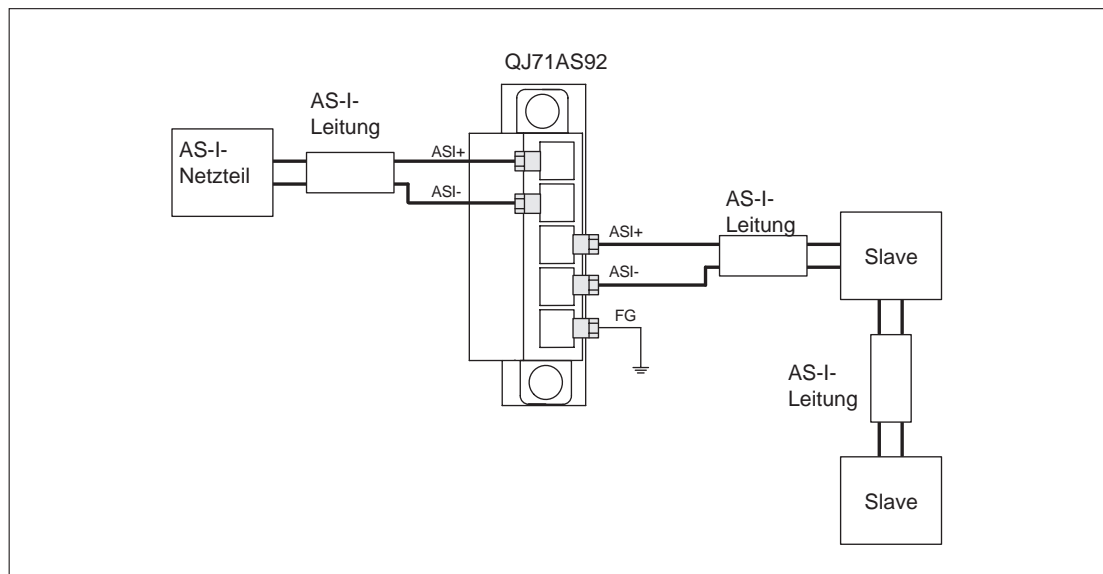 QJ71AS92
AS-I-
Leitung
AS-I-
Netzteil
ASI+
ASI-
AS-I-
Leitung
ASI+
ASI-
Slave
FG
AS-I-
Leitung
Slave